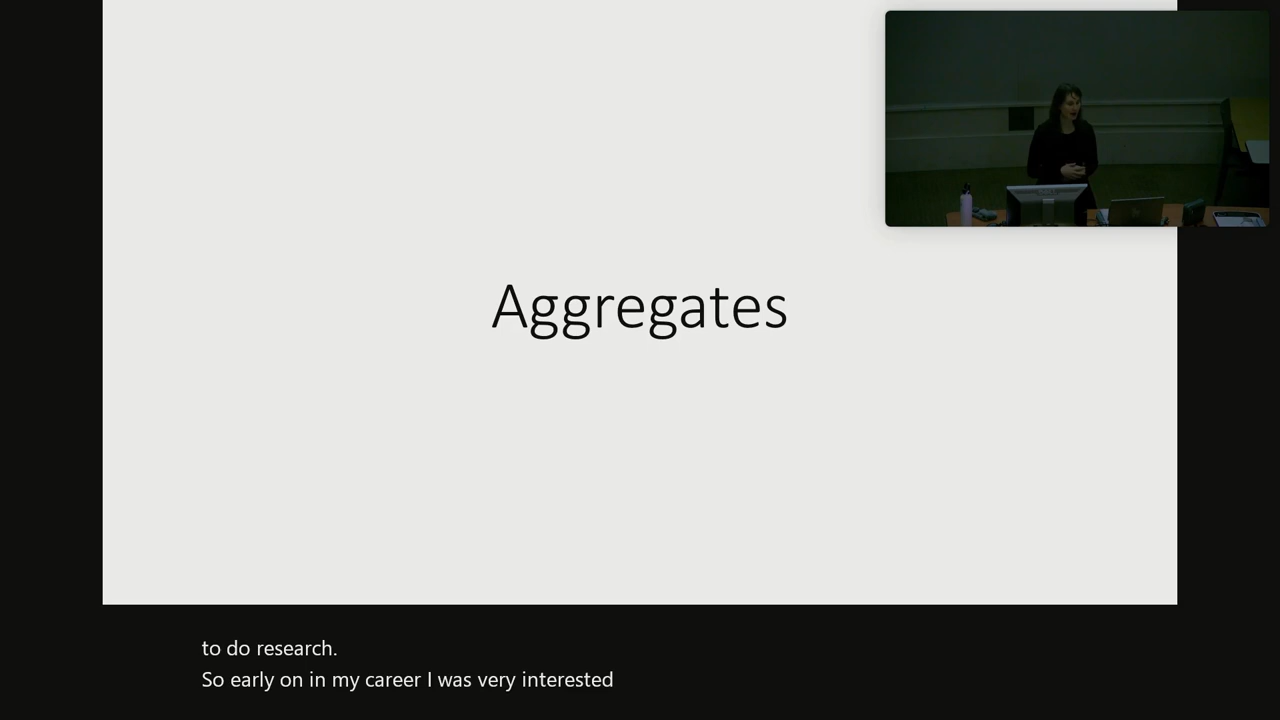 Aggregates
to do research.
So early on in my career I was very interested